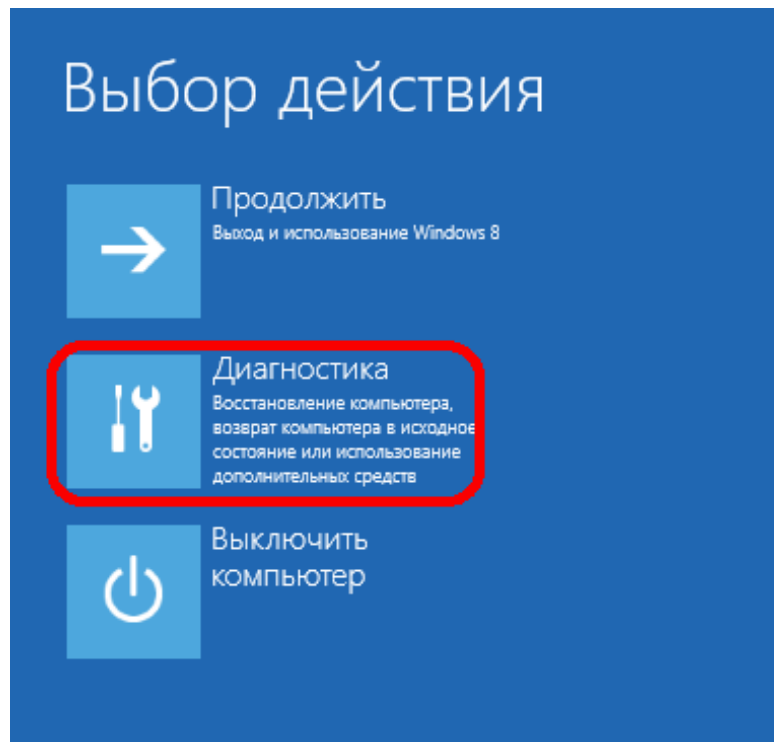 Выбор действия
Продолжить
Выход и использование Windows 8
Диагностика
Восстановление компьютера,
возврат компьютера в исходное
состояние или использование
дополнительных средств
Выключить
компьютер